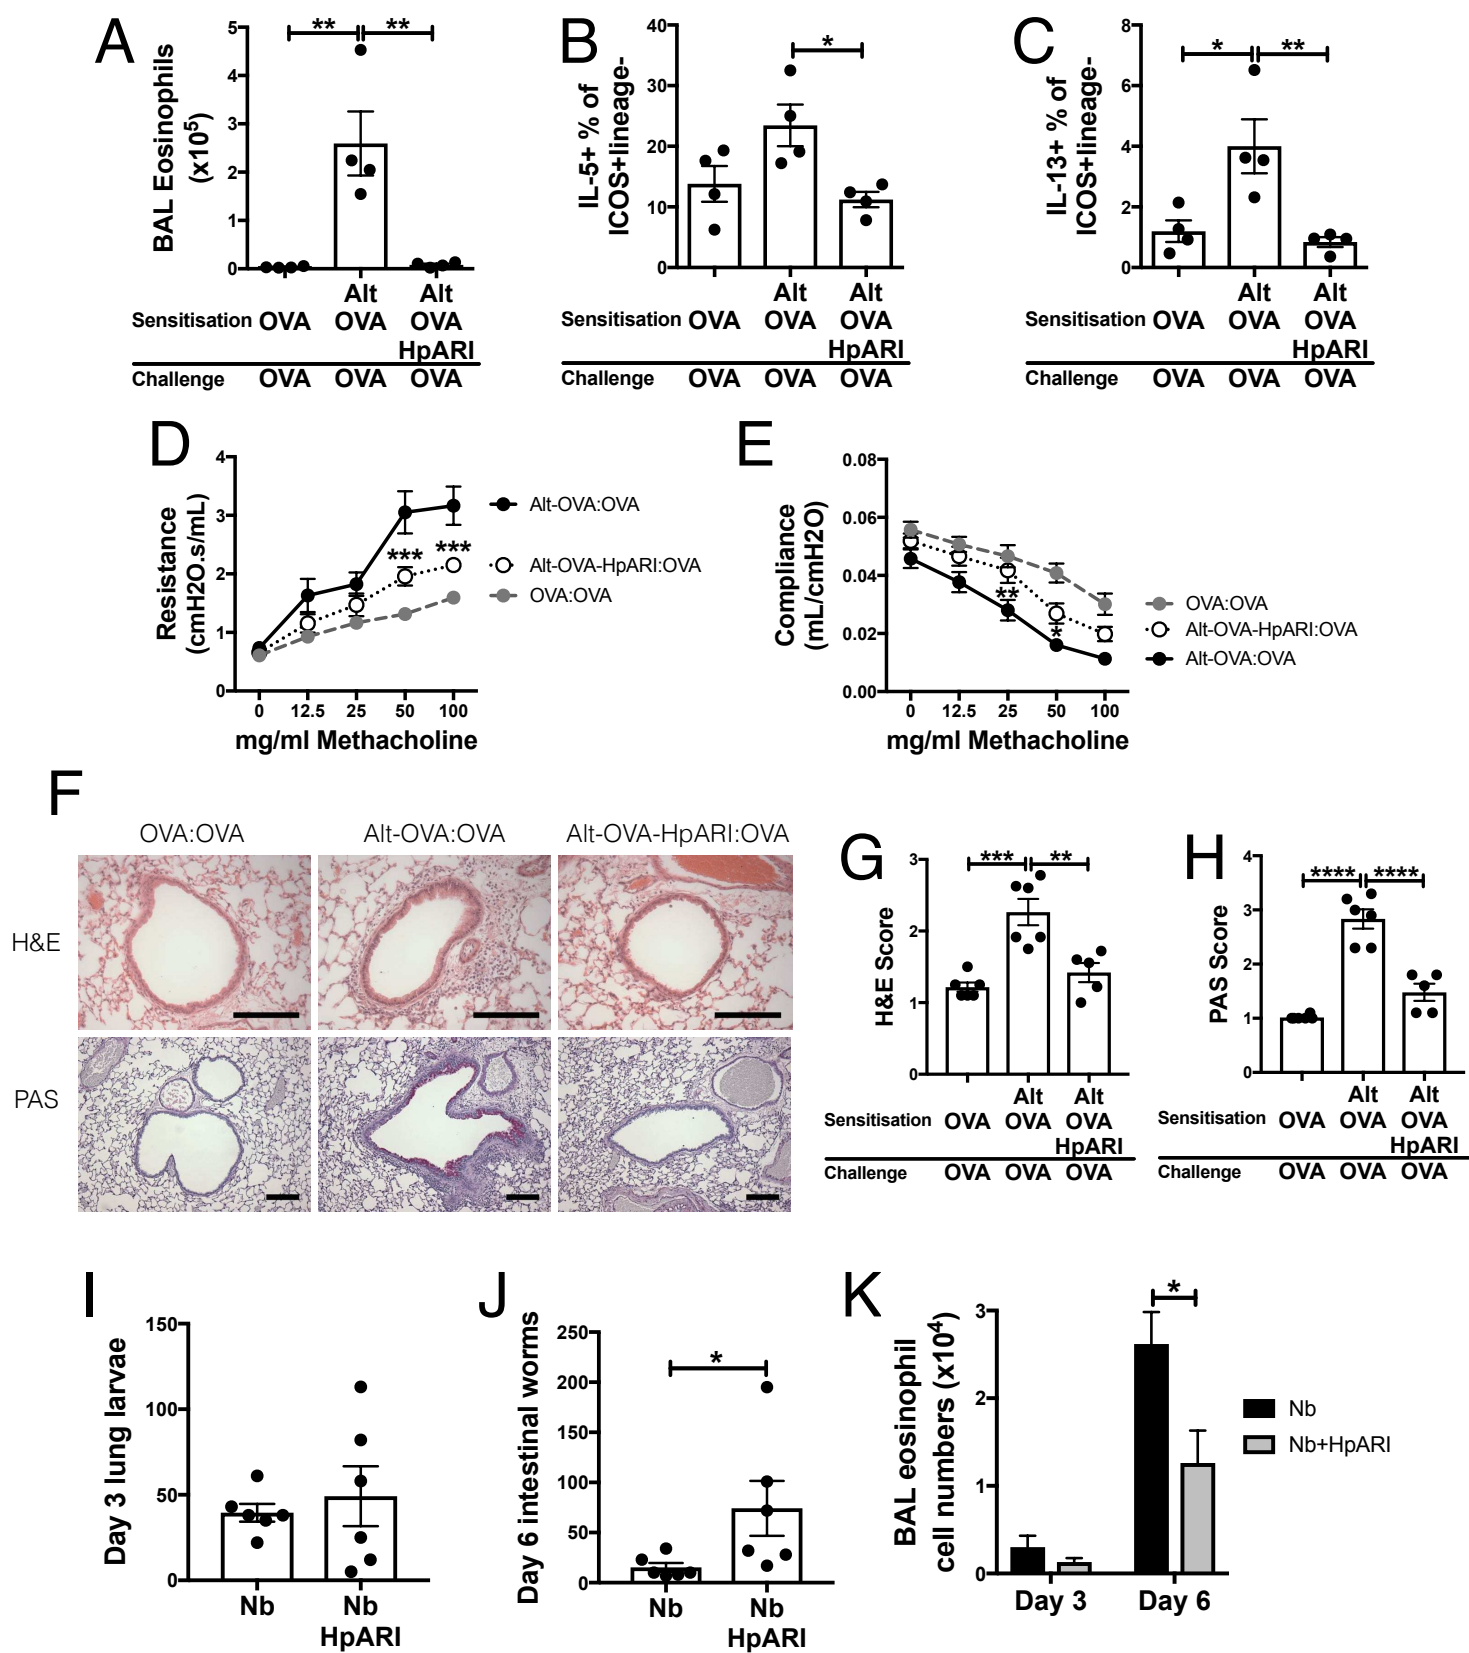 A
BAL Eosinophils
(x10⁵)
5
4
3
2
1
0
** **
Alt Alt
Sensitisation OVA OVA OVA
HpARI
Challenge OVA OVA OVA
B
IL-5+ % of
ICOS+lineage-
40
30
20
10
0
*
Alt Alt
Sensitisation OVA OVA OVA
HpARI
Challenge OVA OVA OVA
C
IL-13+ % of
ICOS+lineage-
8
6
4
2
0
* **
Alt Alt
Sensitisation OVA OVA OVA
HpARI
Challenge OVA OVA OVA
D
Resistance
(cmH2O.s/mL)
4
3
2
1
0
*** ***
0 12.5 25 50 100
mg/ml Methacholine
Alt-OVA:OVA
Alt-OVA-HpARI:OVA
OVA:OVA
E
Compliance
(mL/cmH2O)
0.08
0.06
0.04
0.02
0.00
**
*
0 12.5 25 50 100
mg/ml Methacholine
OVA:OVA
Alt-OVA-HpARI:OVA
Alt-OVA:OVA
F
OVA:OVA Alt-OVA:OVA Alt-OVA-HpARI:OVA
H&E
PAS
G
H&E Score
3
2
1
0
*** **
Alt Alt
Sensitisation OVA OVA OVA
HpARI
Challenge OVA OVA OVA
H
PAS Score
4
3
2
1
0
**** ****
Alt Alt
Sensitisation OVA OVA OVA
HpARI
Challenge OVA OVA OVA
I
Day 3 lung larvae
150
100
50
0
Nb Nb
HpARI
J
Day 6 intestinal worms
250
200
150
100
50
0
*
Nb Nb
HpARI
K
BAL eosinophil
cell numbers (x10⁴)
3
2
1
0
*
Day 3 Day 6
Nb
Nb+HpARI